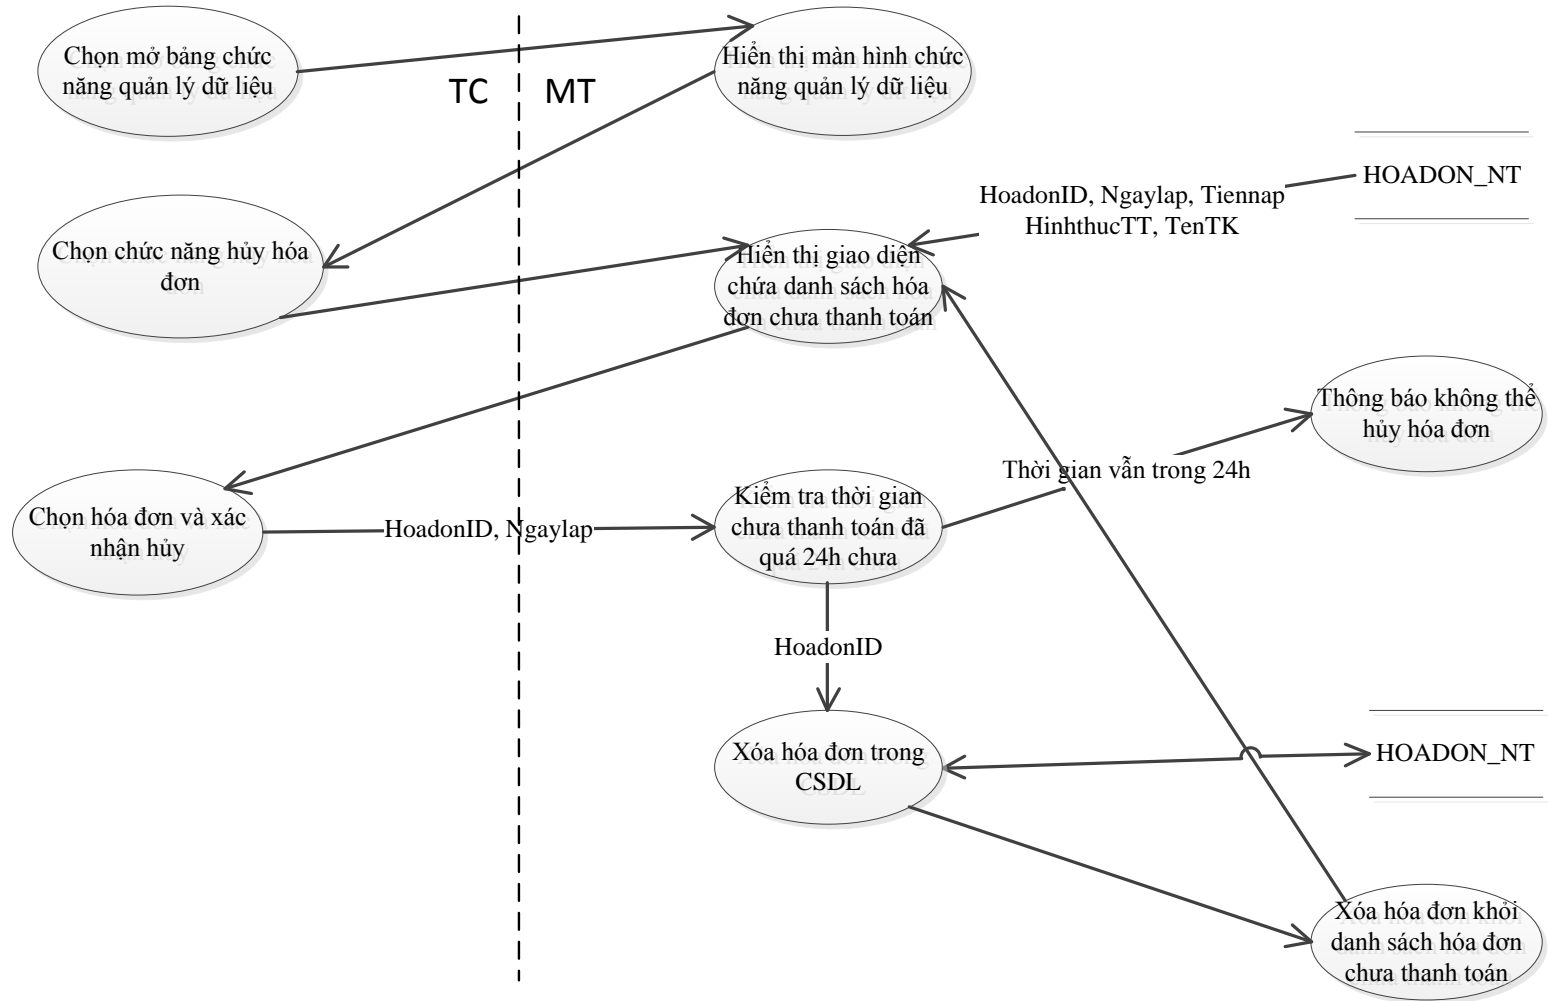 Chọn mở bảng chức
năng quản lý dữ liệu
TC
MT
Hiển thị màn hình chức
năng quản lý dữ liệu
HOADON_NT
HoadonID, Ngaylap, Tiennap
HinhthucTT, TenTK
Chọn chức năng hủy hóa
đơn
Hiển thị giao diện
chứa danh sách hóa
đơn chưa thanh toán
Thông báo không thể
hủy hóa đơn
Thời gian vẫn trong 24h
Chọn hóa đơn và xác
nhận hủy
HoadonID, Ngaylap
Kiểm tra thời gian
chưa thanh toán đã
quá 24h chưa
HoadonID
Xóa hóa đơn trong
CSDL
HOADON_NT
Xóa hóa đơn khỏi
danh sách hóa đơn
chưa thanh toán